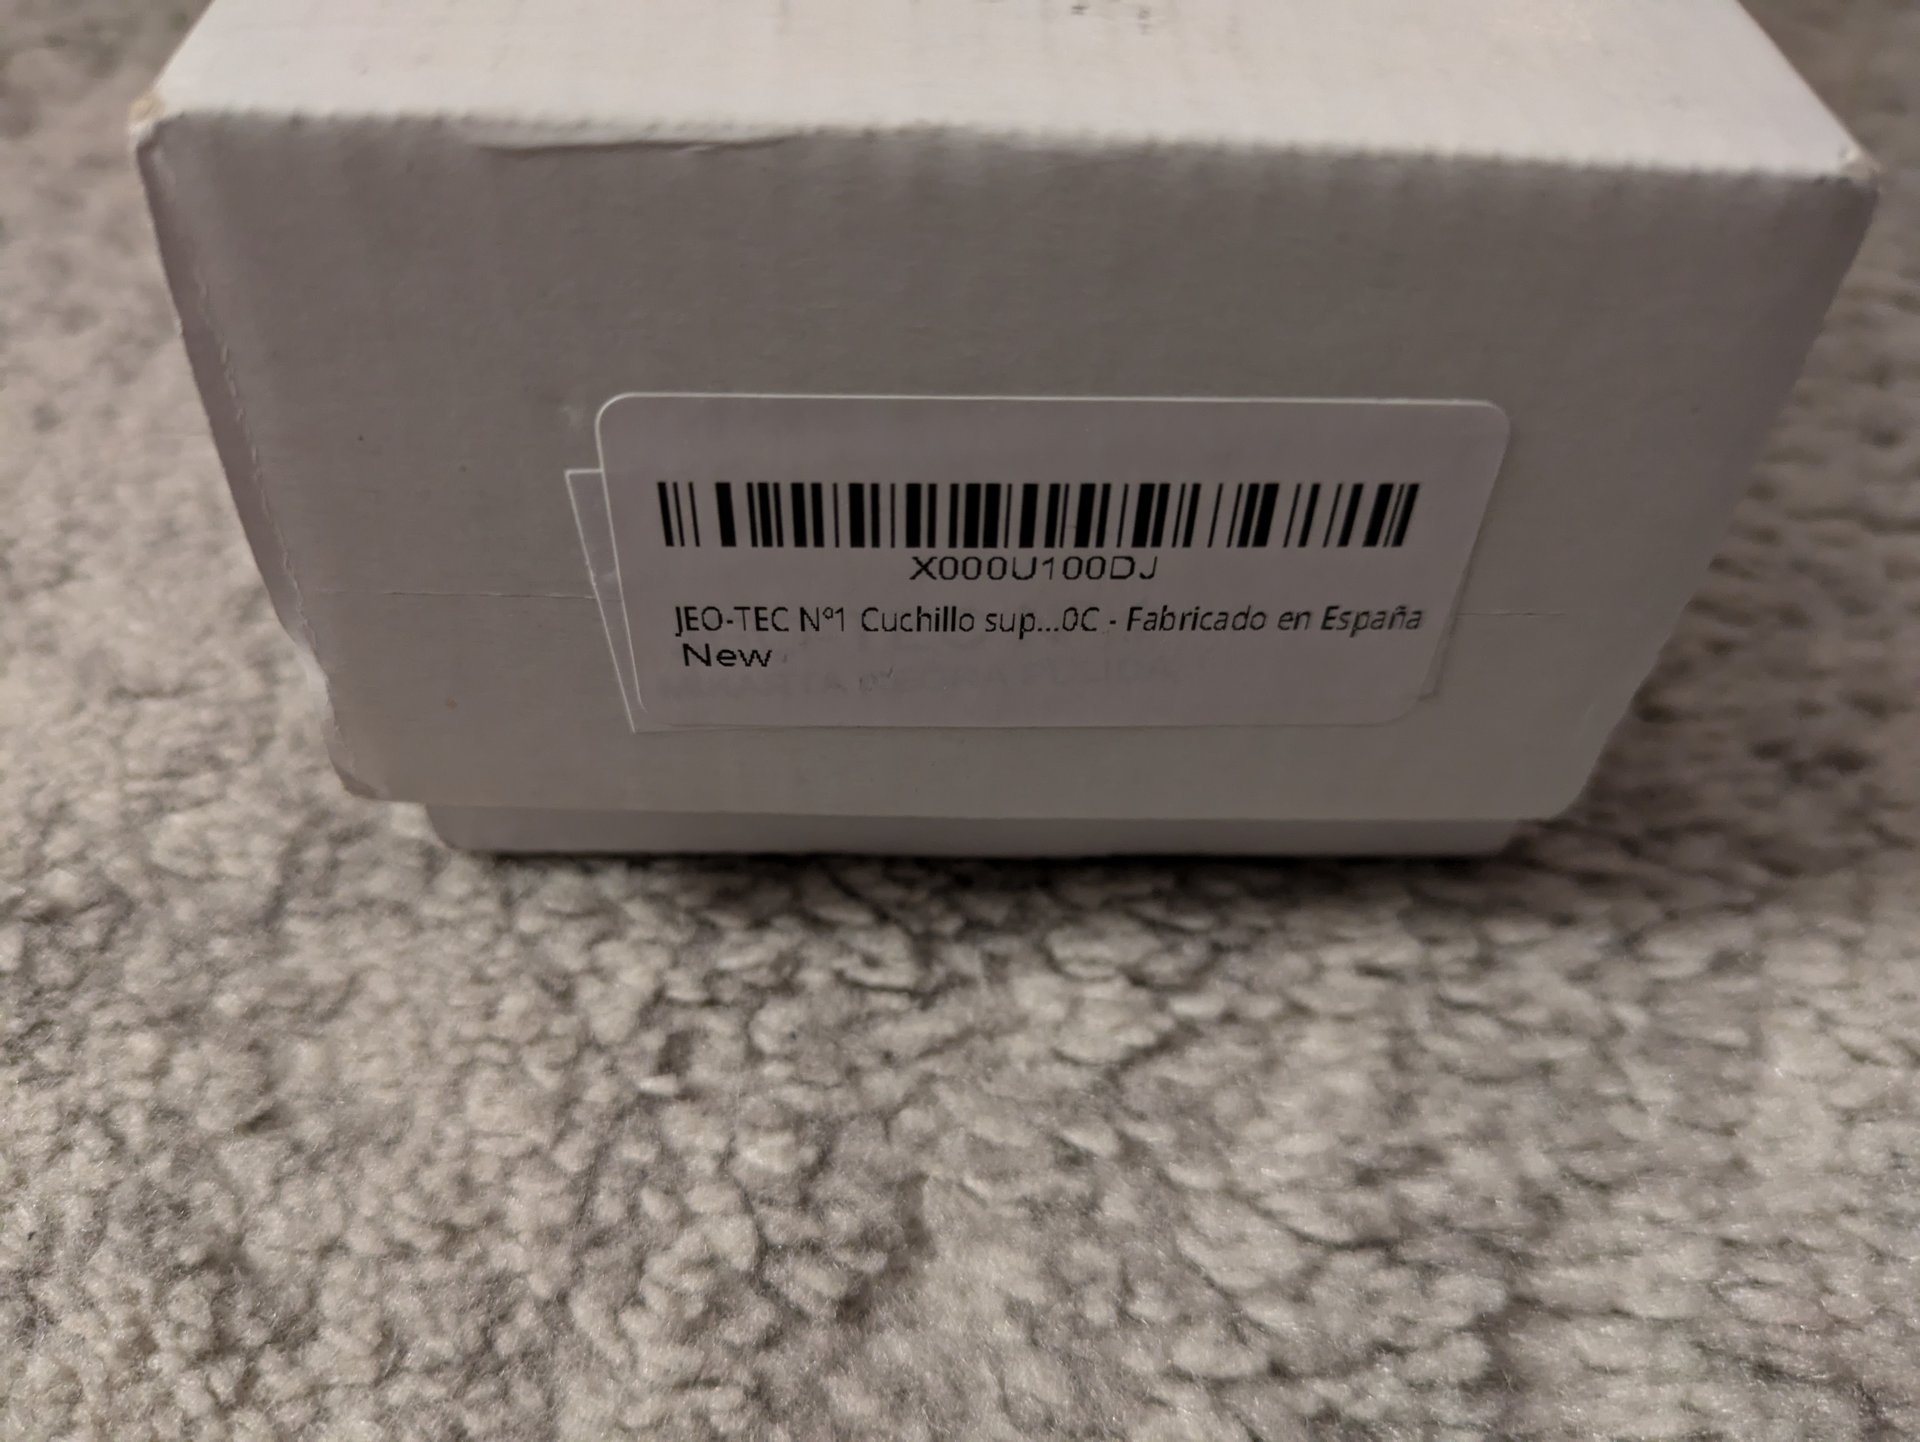 X000U100DJ
JEO-TEC Nº1 Cuchillo sup...0C - Fabricado en España
New